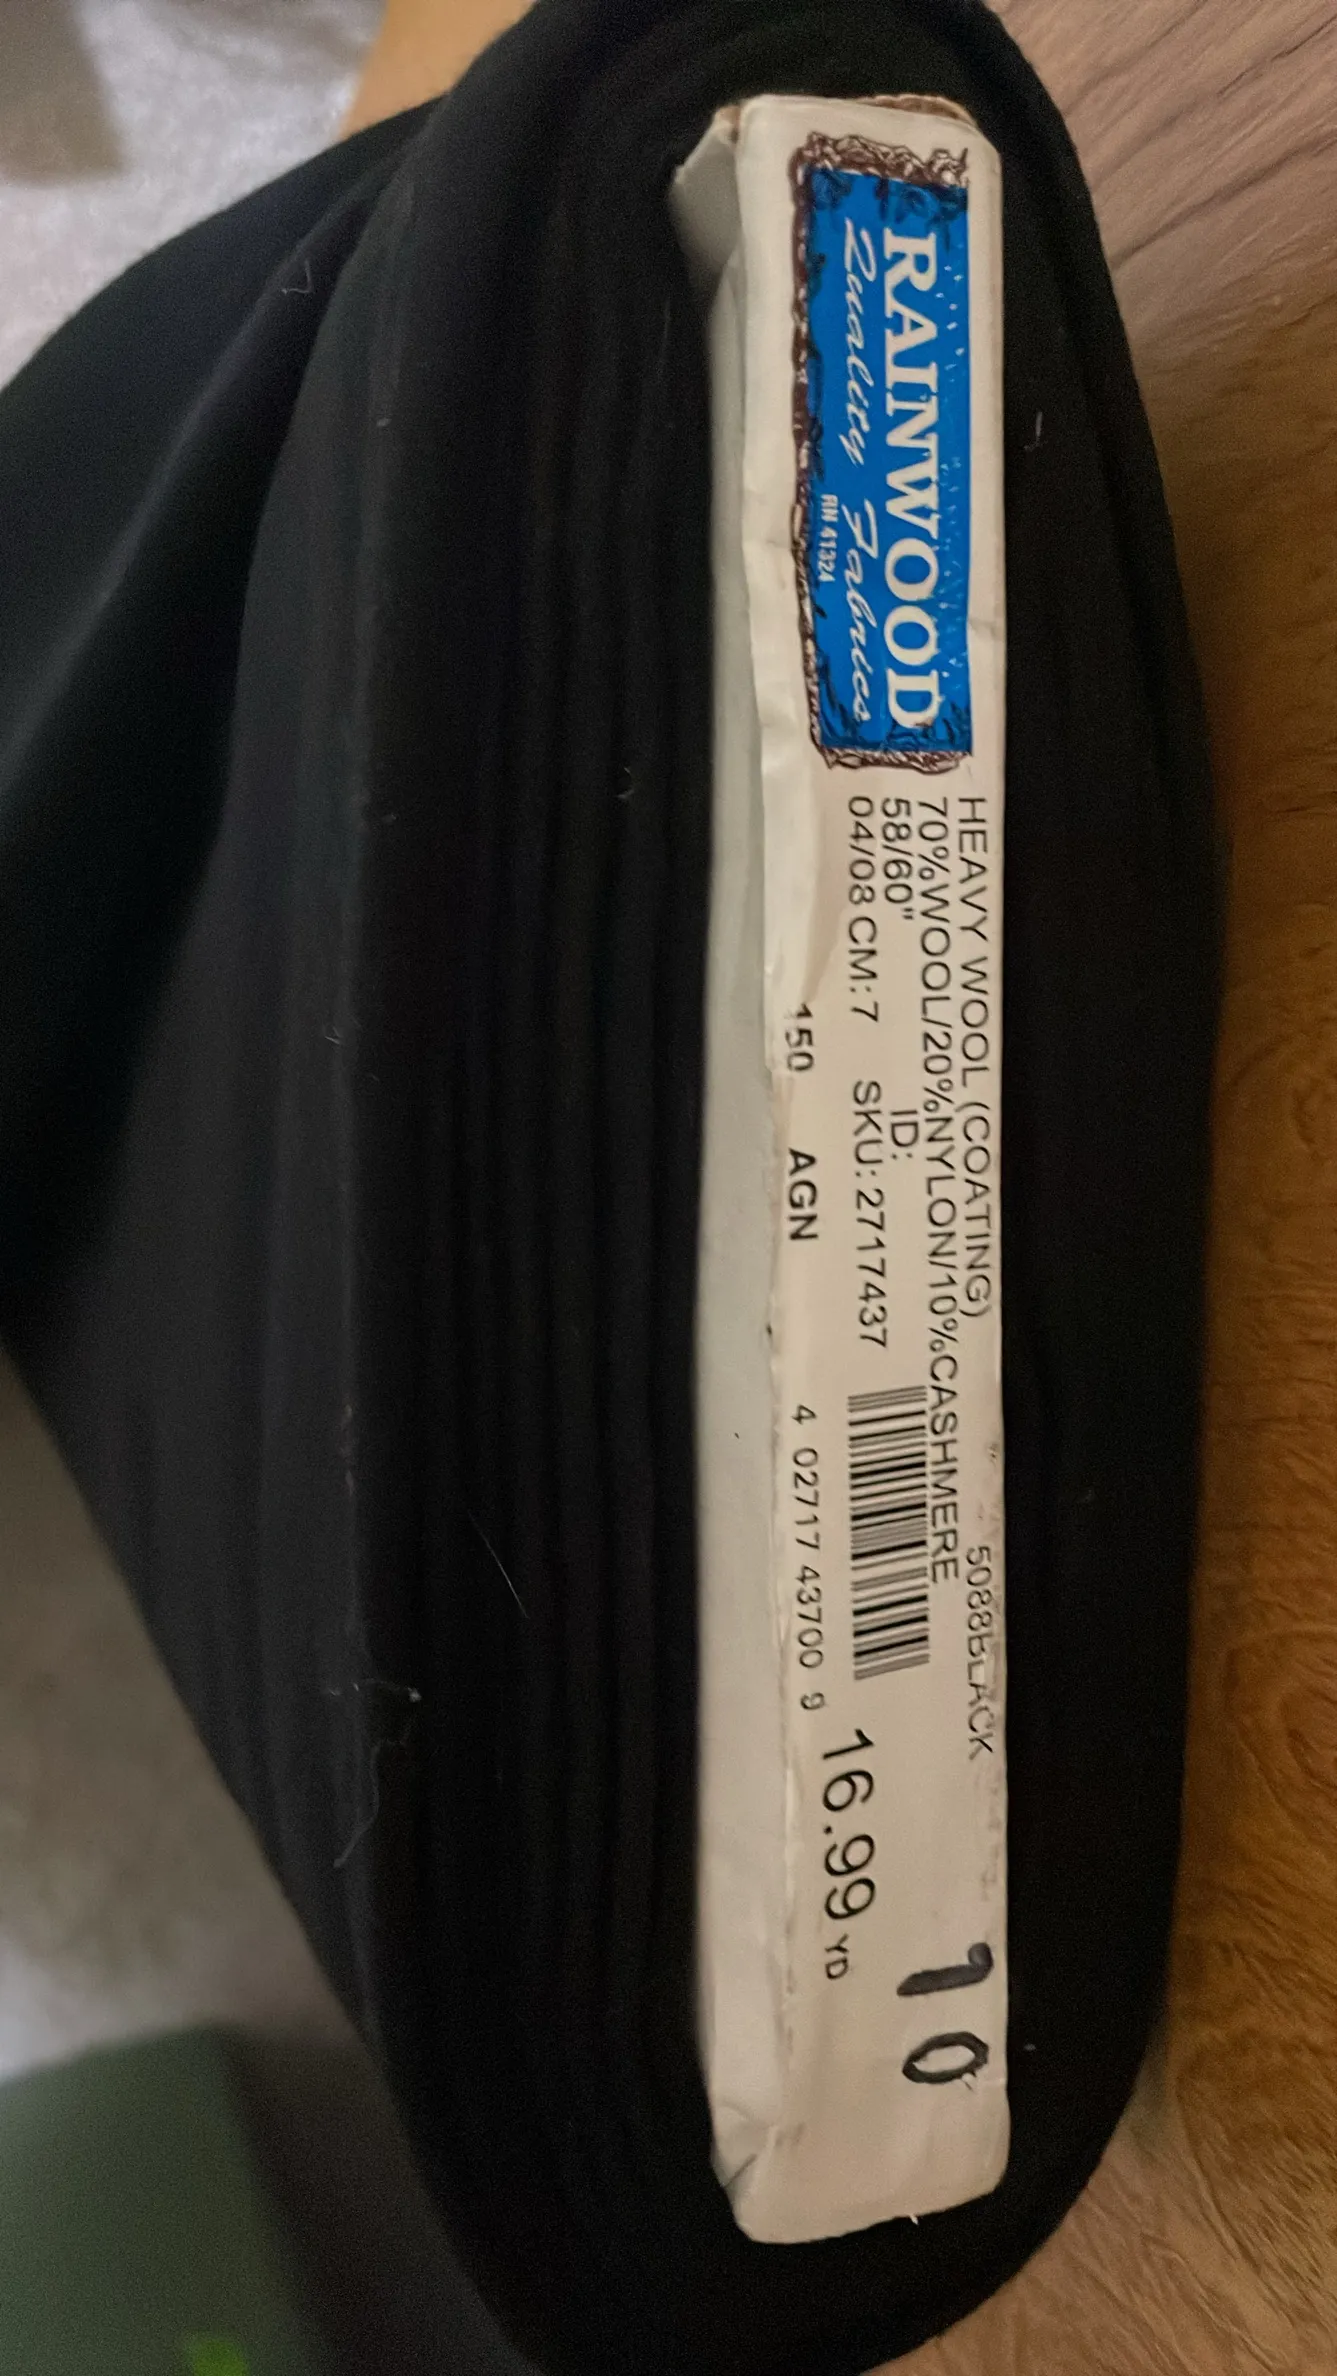 RAINWOOD
Quality Fabrics
RN 41324
HEAVY WOOL (COATING) 5088BLACK
70%WOOL/20%NYLON/10%CASHMERE
58/60" ID:
04/08 CM:7 SKU:2717437
150 AGN
4 02717 43700 9
16.99 YD
10